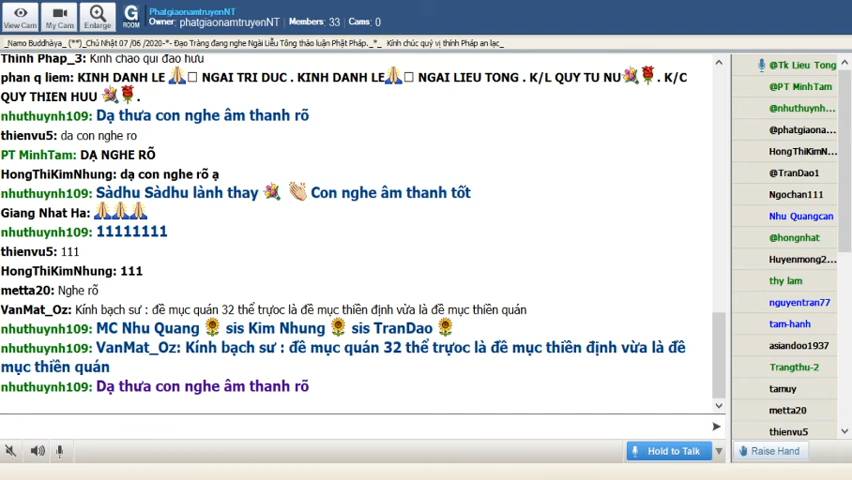 PhatgiaonamtruyenNT
Owner: phatgiaonamtruyenNT Members: 33 Cams: 0
View Cam
My Cam
Enlarge
G
ROOM
_Namo Buddhàya_ (**)_Chủ Nhật 07 /06 /2020-*- Đạo Tràng đang nghe Ngài Liễu Tông thảo luận Phật Pháp._*_ Kính chúc quý vị thính Pháp an lạc_
Thinh Phap_3: Kinh chao qui đao hưu
phan q liem: KINH DANH LE 🙏□ NGAI TRI DUC . KINH DANH LE🙏□ NGAI LIEU TONG . K/L QUY TU NU💐🌹. K/C
QUY THIEN HUU 💐🌹.
nhuthuynh109: Dạ thưa con nghe âm thanh rõ
thienvu5: da con nghe ro
PT MinhTam: DẠ NGHE RÕ
HongThiKimNhung: dạ con nghe rõ ạ
nhuthuynh109: Sàdhu Sàdhu lành thay 💐 👏 Con nghe âm thanh tốt
Giang Nhat Ha: 🙏🙏🙏
nhuthuynh109: 11111111
thienvu5: 111
HongThiKimNhung: 111
metta20: Nghe rõ
VanMat_Oz: Kính bạch sư : đề mục quán 32 thể trược là đề mục thiền định vừa là đề mục thiền quán
nhuthuynh109: MC Nhu Quang 🌻 sis Kim Nhung 🌻 sis TranDao 🌻
nhuthuynh109: VanMat_Oz: Kính bạch sư : đề mục quán 32 thể trược là đề mục thiền định vừa là đề
mục thiền quán
nhuthuynh109: Dạ thưa con nghe âm thanh rõ
@Tk Lieu Tong
@PT MinhTam
@nhuthuynh...
@phatgiaona...
HongThiKimN...
@TranDao1
Ngochan111
Nhu Quangcan
@hongnhat
Huyenmong2...
thy lam
nguyentran77
tam-hanh
asiandoo1937
Trangthu-2
tamuy
metta20
thienvu5
Hold to Talk
Raise Hand